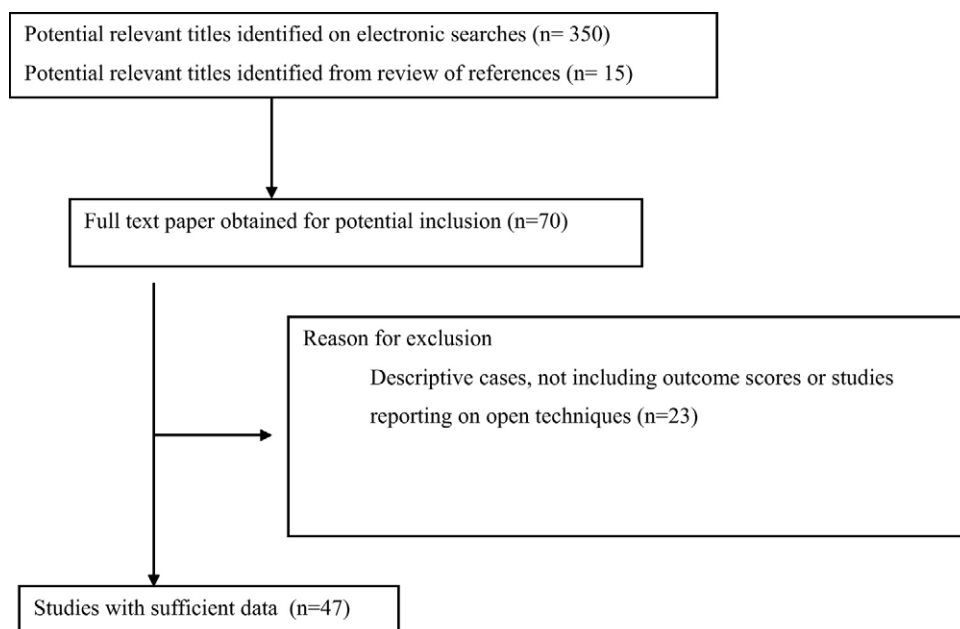 Potential relevant titles identified on electronic searches (n= 350)
Potential relevant titles identified from review of references (n= 15)
Full text paper obtained for potential inclusion (n=70)
Reason for exclusion
Descriptive cases, not including outcome scores or studies
reporting on open techniques (n=23)
Studies with sufficient data (n=47)